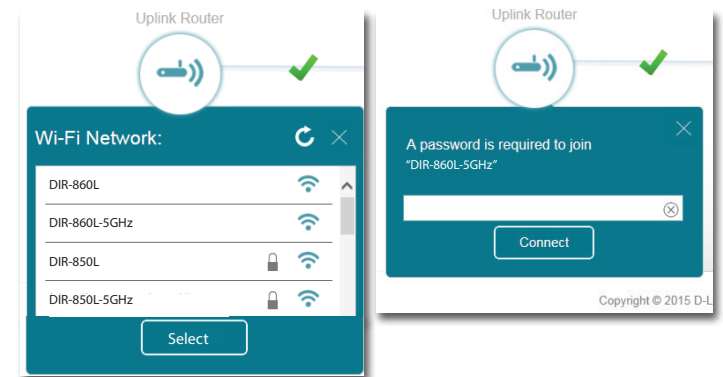 Uplink Router
Wi-Fi Network:
DIR-860L
DIR-860L-5GHz
DIR-850L
DIR-850L-5GHz
Select
Uplink Router
A password is required to join
“DIR-860L-5GHz”
Connect
Copyright © 2015 D-L